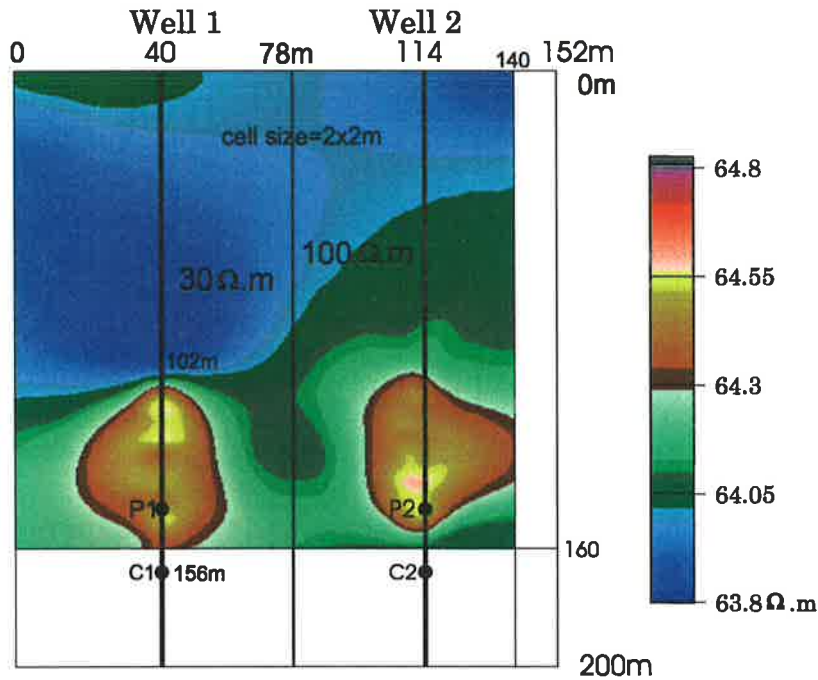 Well 1 Well 2
0 40 78m 114 140 152m
0m
cell size=2x2m
64.8
100Ω.m
30Ω.m
64.55
102m
64.3
64.05
P1 P2
160
C1 156m C2
63.8Ω.m
200m